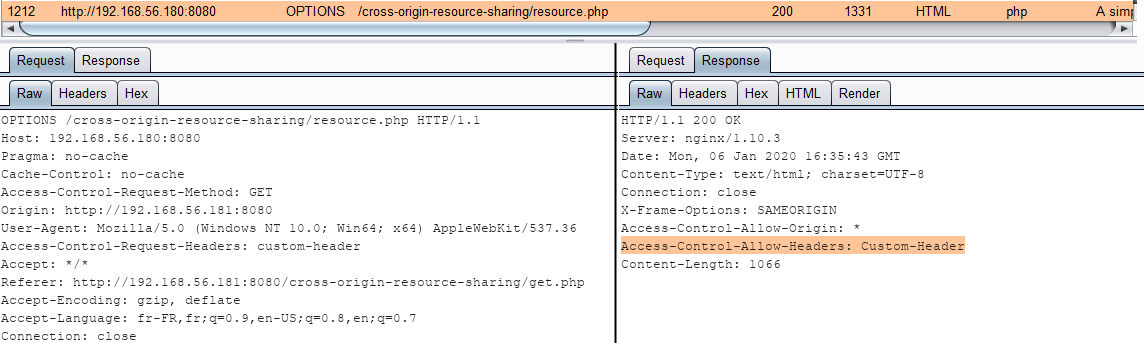 1212 http://192.168.56.180:8080 OPTIONS /cross-origin-resource-sharing/resource.php 200 1331 HTML php A simp
Request Response
Raw Headers Hex
OPTIONS /cross-origin-resource-sharing/resource.php HTTP/1.1
Host: 192.168.56.180:8080
Pragma: no-cache
Cache-Control: no-cache
Access-Control-Request-Method: GET
Origin: http://192.168.56.181:8080
User-Agent: Mozilla/5.0 (Windows NT 10.0; Win64; x64) AppleWebKit/537.36
Access-Control-Request-Headers: custom-header
Accept: */*
Referer: http://192.168.56.181:8080/cross-origin-resource-sharing/get.php
Accept-Encoding: gzip, deflate
Accept-Language: fr-FR,fr;q=0.9,en-US;q=0.8,en;q=0.7
Connection: close
Request Response
Raw Headers Hex HTML Render
HTTP/1.1 200 OK
Server: nginx/1.10.3
Date: Mon, 06 Jan 2020 16:35:43 GMT
Content-Type: text/html; charset=UTF-8
Connection: close
X-Frame-Options: SAMEORIGIN
Access-Control-Allow-Origin: *
Access-Control-Allow-Headers: Custom-Header
Content-Length: 1066